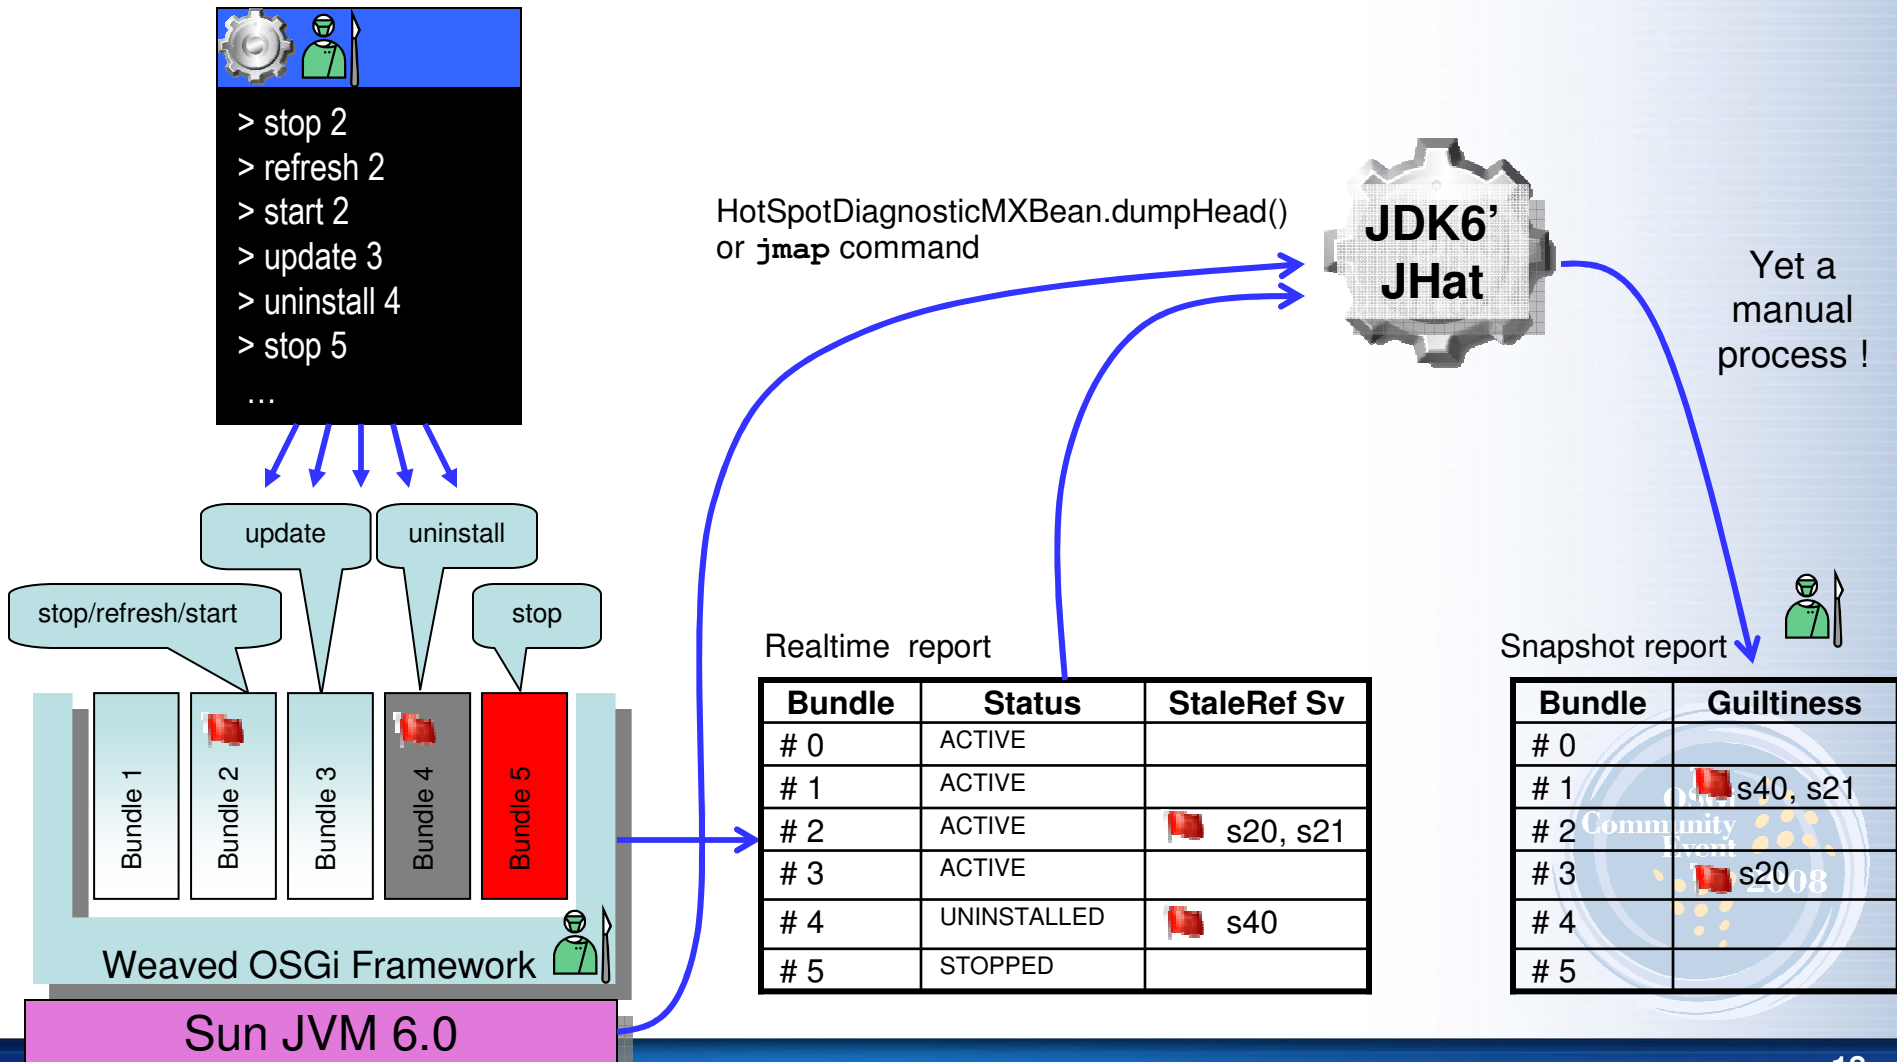 > stop 2
> refresh 2
> start 2
> update 3
> uninstall 4
> stop 5
…
update
uninstall
stop/refresh/start
stop
Bundle 1
Bundle 2
Bundle 3
Bundle 4
Bundle 5
Weaved OSGi Framework
Sun JVM 6.0
HotSpotDiagnosticMXBean.dumpHead()
or jmap command
JDK6'
JHat
Yet a
manual
process !
Realtime report
Bundle Status StaleRef Sv
# 0 ACTIVE
# 1 ACTIVE
# 2 ACTIVE s20, s21
# 3 ACTIVE
# 4 UNINSTALLED s40
# 5 STOPPED
Snapshot report
Bundle Guiltiness
# 0
# 1 s40, s21
# 2
# 3 s20
# 4
# 5
Community
Event
2008